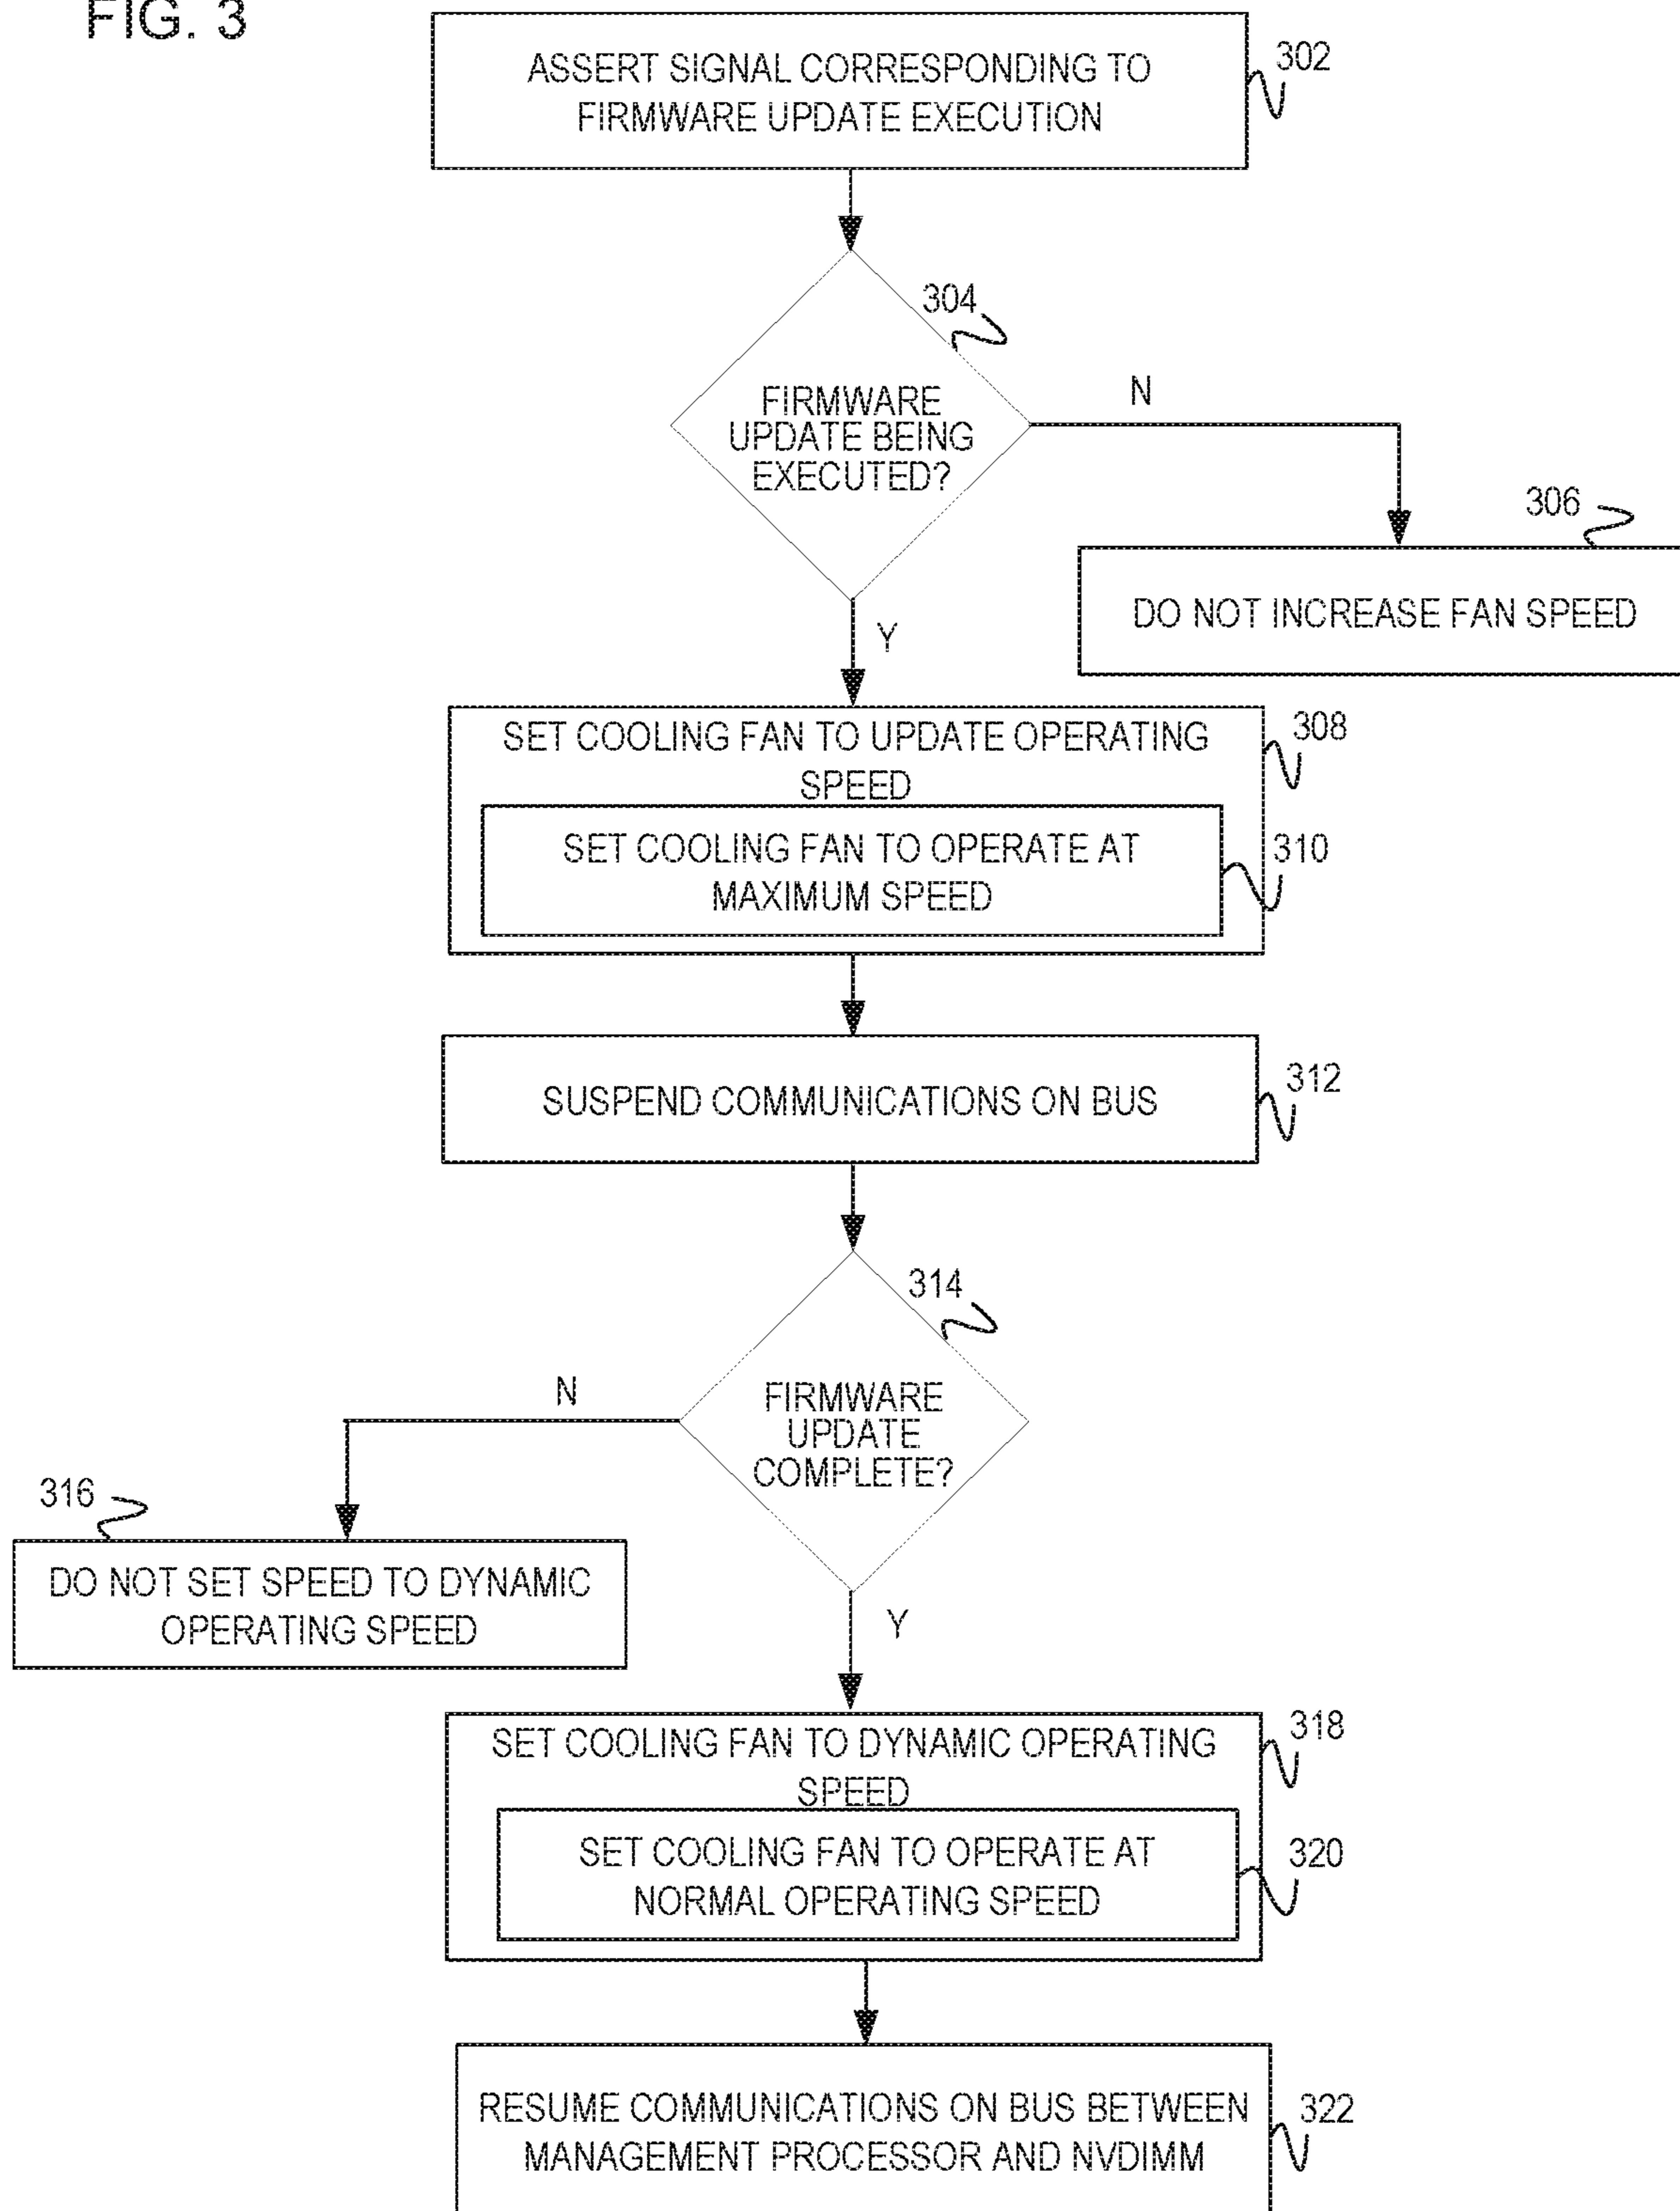 FIG. 3
ASSERT SIGNAL CORRESPONDING TO
FIRMWARE UPDATE EXECUTION
302
304
FIRMWARE
UPDATE BEING
EXECUTED?
N
306
DO NOT INCREASE FAN SPEED
Y
SET COOLING FAN TO UPDATE OPERATING
SPEED
308
SET COOLING FAN TO OPERATE AT
MAXIMUM SPEED
310
SUSPEND COMMUNICATIONS ON BUS
312
314
FIRMWARE
UPDATE
COMPLETE?
N
316
DO NOT SET SPEED TO DYNAMIC
OPERATING SPEED
Y
SET COOLING FAN TO DYNAMIC OPERATING
SPEED
318
SET COOLING FAN TO OPERATE AT
NORMAL OPERATING SPEED
320
RESUME COMMUNICATIONS ON BUS BETWEEN
MANAGEMENT PROCESSOR AND NVDIMM
322